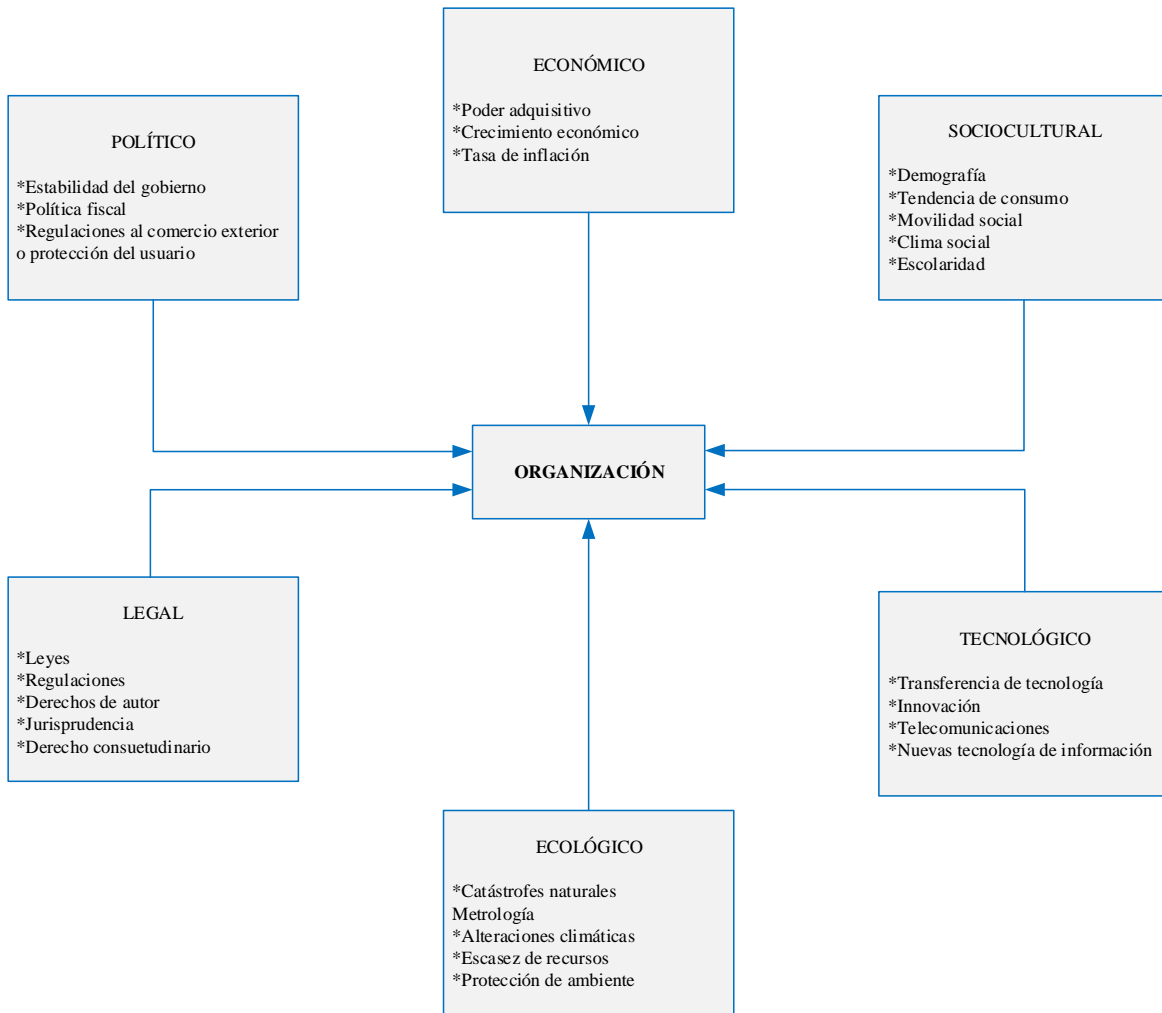 ECONÓMICO
*Poder adquisitivo
*Crecimiento económico
*Tasa de inflación
POLÍTICO
*Estabilidad del gobierno
*Política fiscal
*Regulaciones al comercio exterior
o protección del usuario
SOCIOCULTURAL
*Demografía
*Tendencia de consumo
*Movilidad social
*Clima social
*Escolaridad
ORGANIZACIÓN
LEGAL
*Leyes
*Regulaciones
*Derechos de autor
*Jurisprudencia
*Derecho consuetudinario
TECNOLÓGICO
*Transferencia de tecnología
*Innovación
*Telecomunicaciones
*Nuevas tecnología de información
ECOLÓGICO
*Catástrofes naturales
Metrología
*Alteraciones climáticas
*Escasez de recursos
*Protección de ambiente